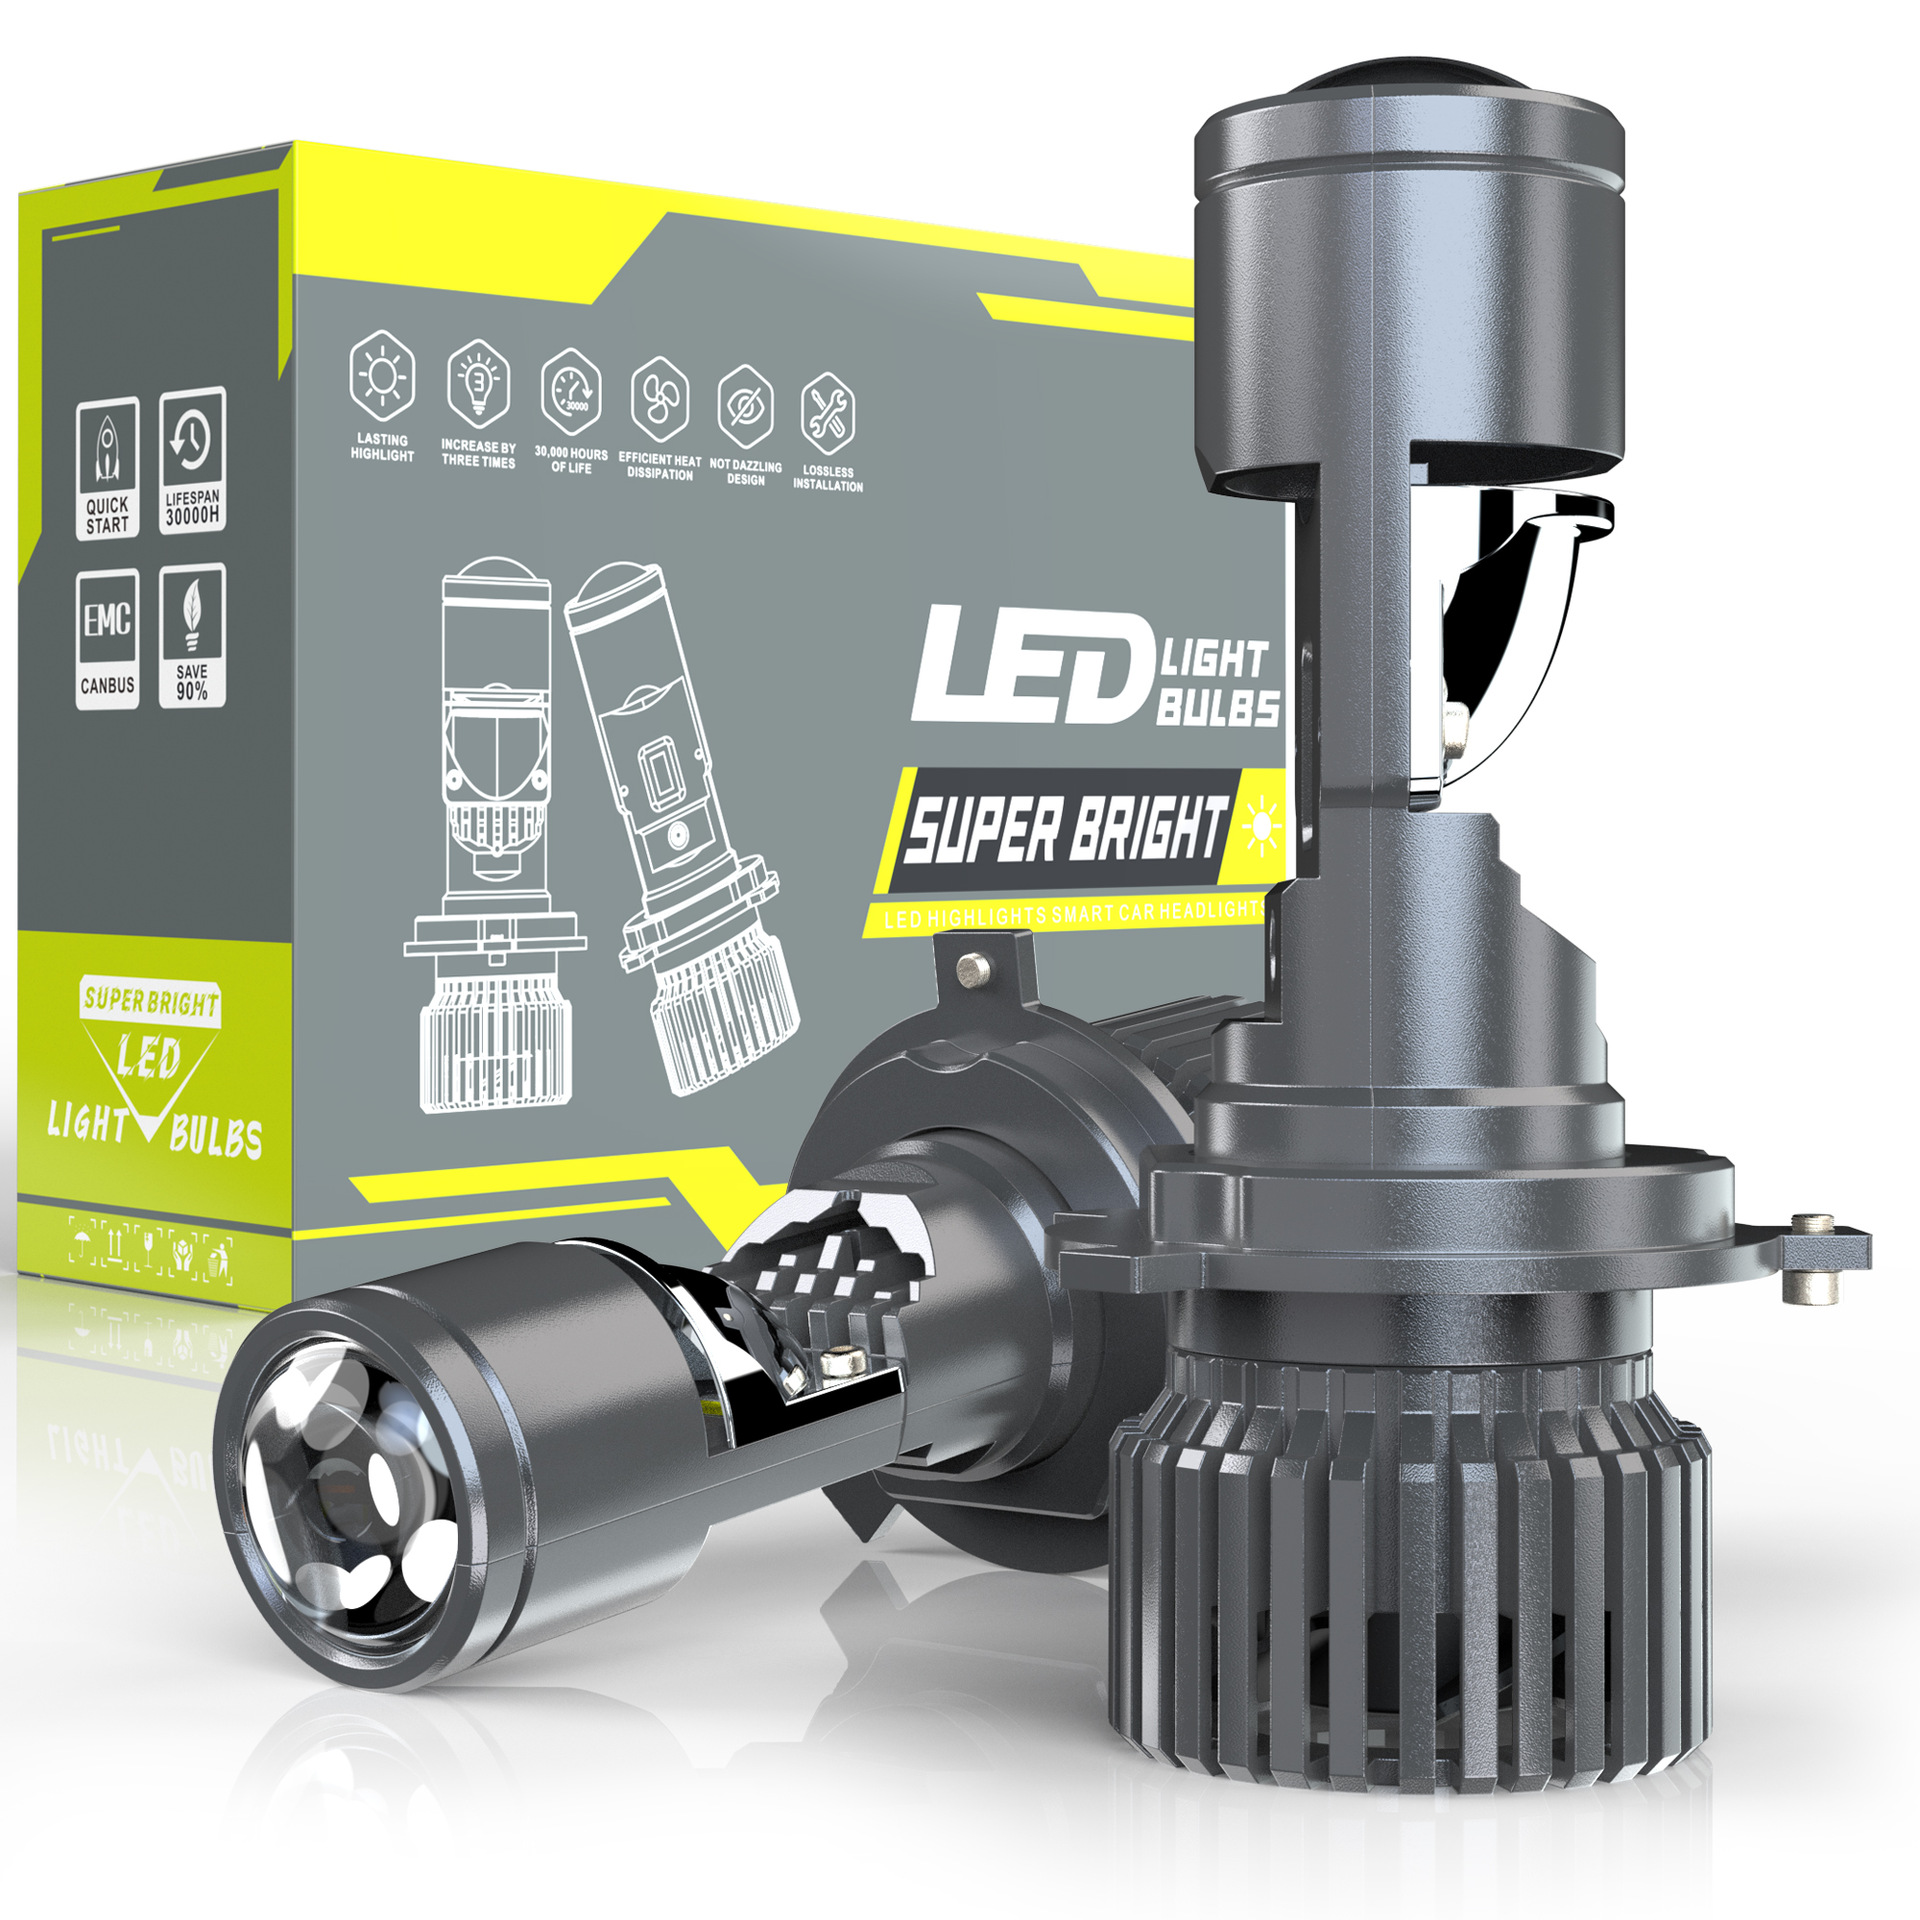 QUICK
START
LIFESPAN
30000H
EMC
CANBUS
SAVE
90%
SUPER BRIGHT
LED
LIGHT BULBS
3
30000
LASTING
HIGHLIGHT
INCREASE BY
THREE TIMES
30,000 HOURS
OF LIFE
EFFICIENT HEAT
DISSIPATION
NOT DAZZLING
DESIGN
LOSSLESS
INSTALLATION
LED LIGHT
BULBS
SUPER BRIGHT
LED HIGHLIGHTS SMART CAR HEADLIGHTS